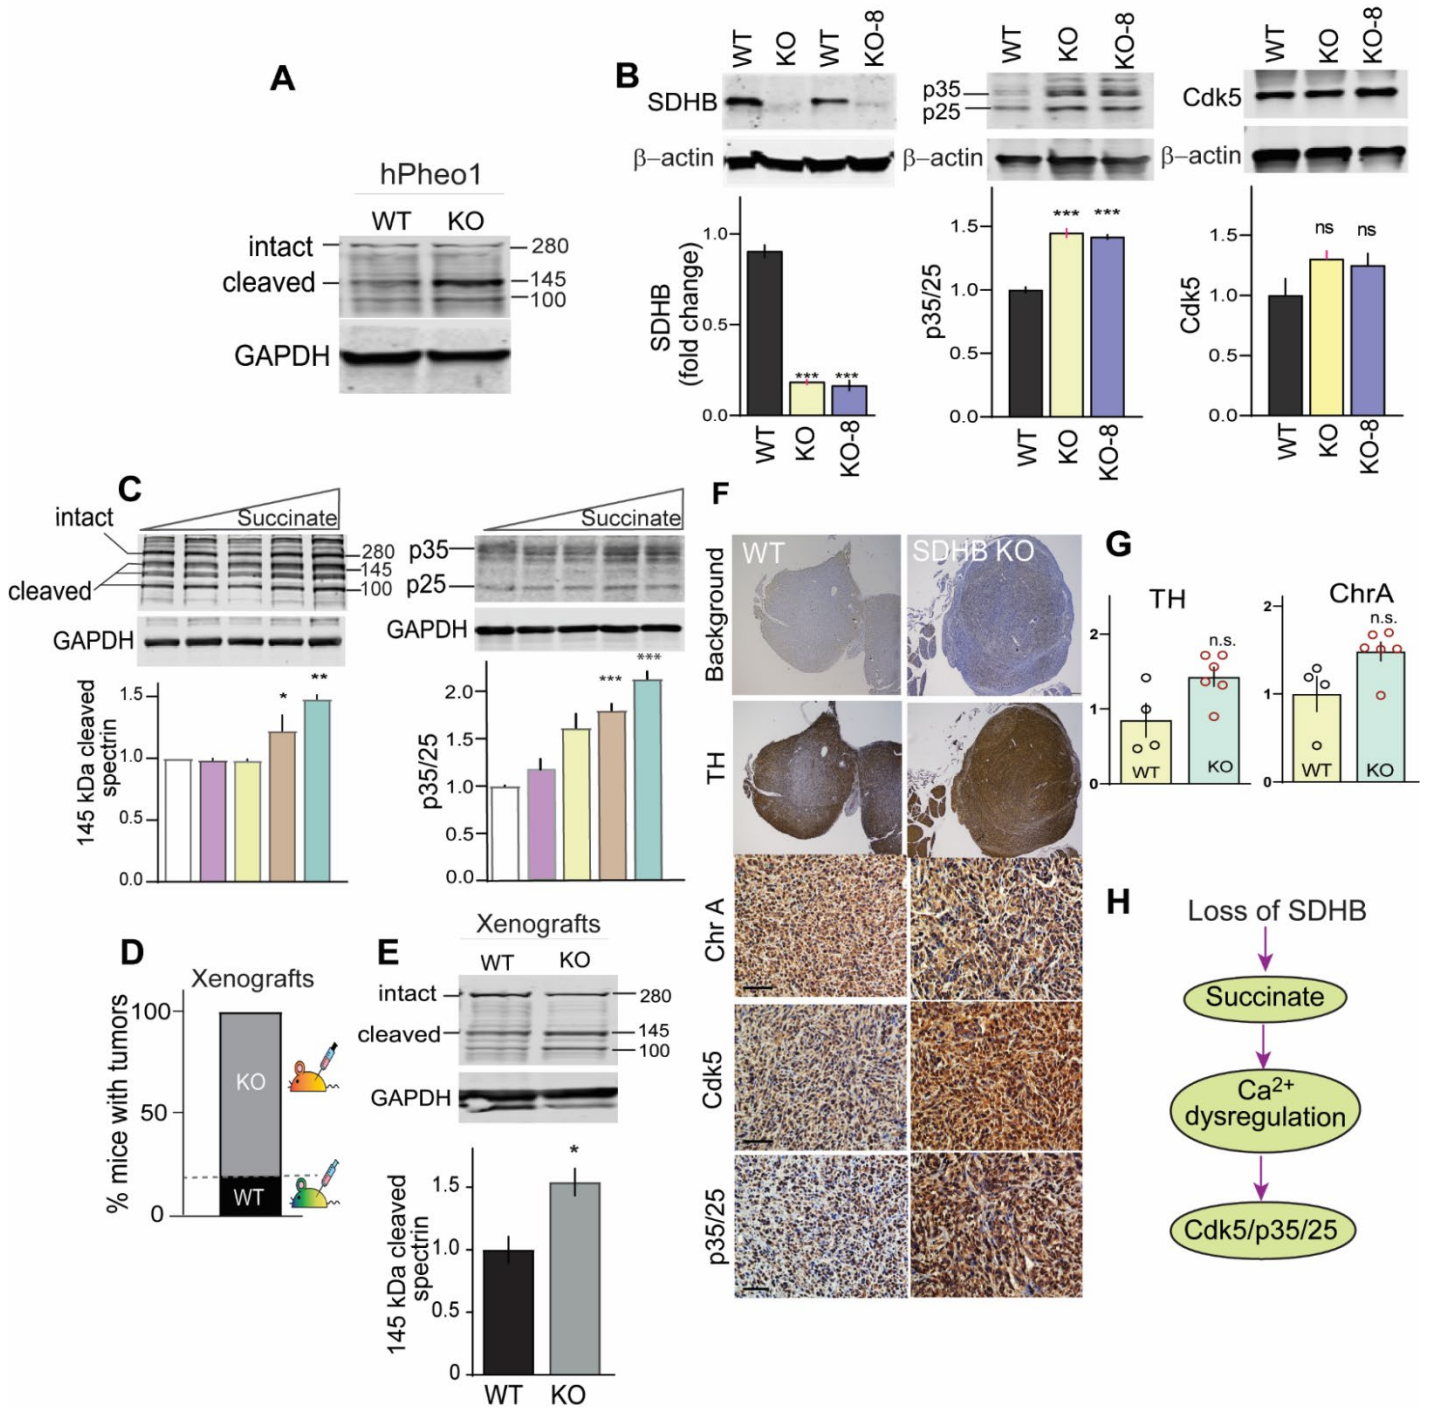 A
hPheo1
WT KO
intact
280
cleaved
145
100
GAPDH
B
WT KO WT KO-8
SDHB
β-actin
1.0
0.5
0.0
SDHB
(fold change)
*** ***
WT KO KO-8
WT KO KO-8
p35
p25
β-actin
1.5
1.0
0.5
0.0
p35/25
*** ***
WT KO KO-8
WT KO KO-8
Cdk5
β-actin
1.5
1.0
0.5
0.0
Cdk5
ns ns
WT KO KO-8
C
Succinate
intact
280
145
cleaved
100
GAPDH
1.5
1.0
0.5
0.0
145 kDa cleaved
spectrin
* **
Succinate
p35
p25
GAPDH
2.0
1.5
1.0
0.5
0.0
p35/25
*** ***
D
Xenografts
100
50
0
% mice with tumors
KO
WT
E
Xenografts
WT KO
intact
280
cleaved
145
100
GAPDH
1.5
1.0
0.5
0
145 kDa cleaved
spectrin
*
WT KO
F
WT SDHB KO
Background
TH
Chr A
Cdk5
p35/25
G
TH
2
1
0
n.s.
WT KO
ChrA
2
1
0
n.s.
WT KO
H
Loss of SDHB
Succinate
Ca2+
dysregulation
Cdk5/p35/25